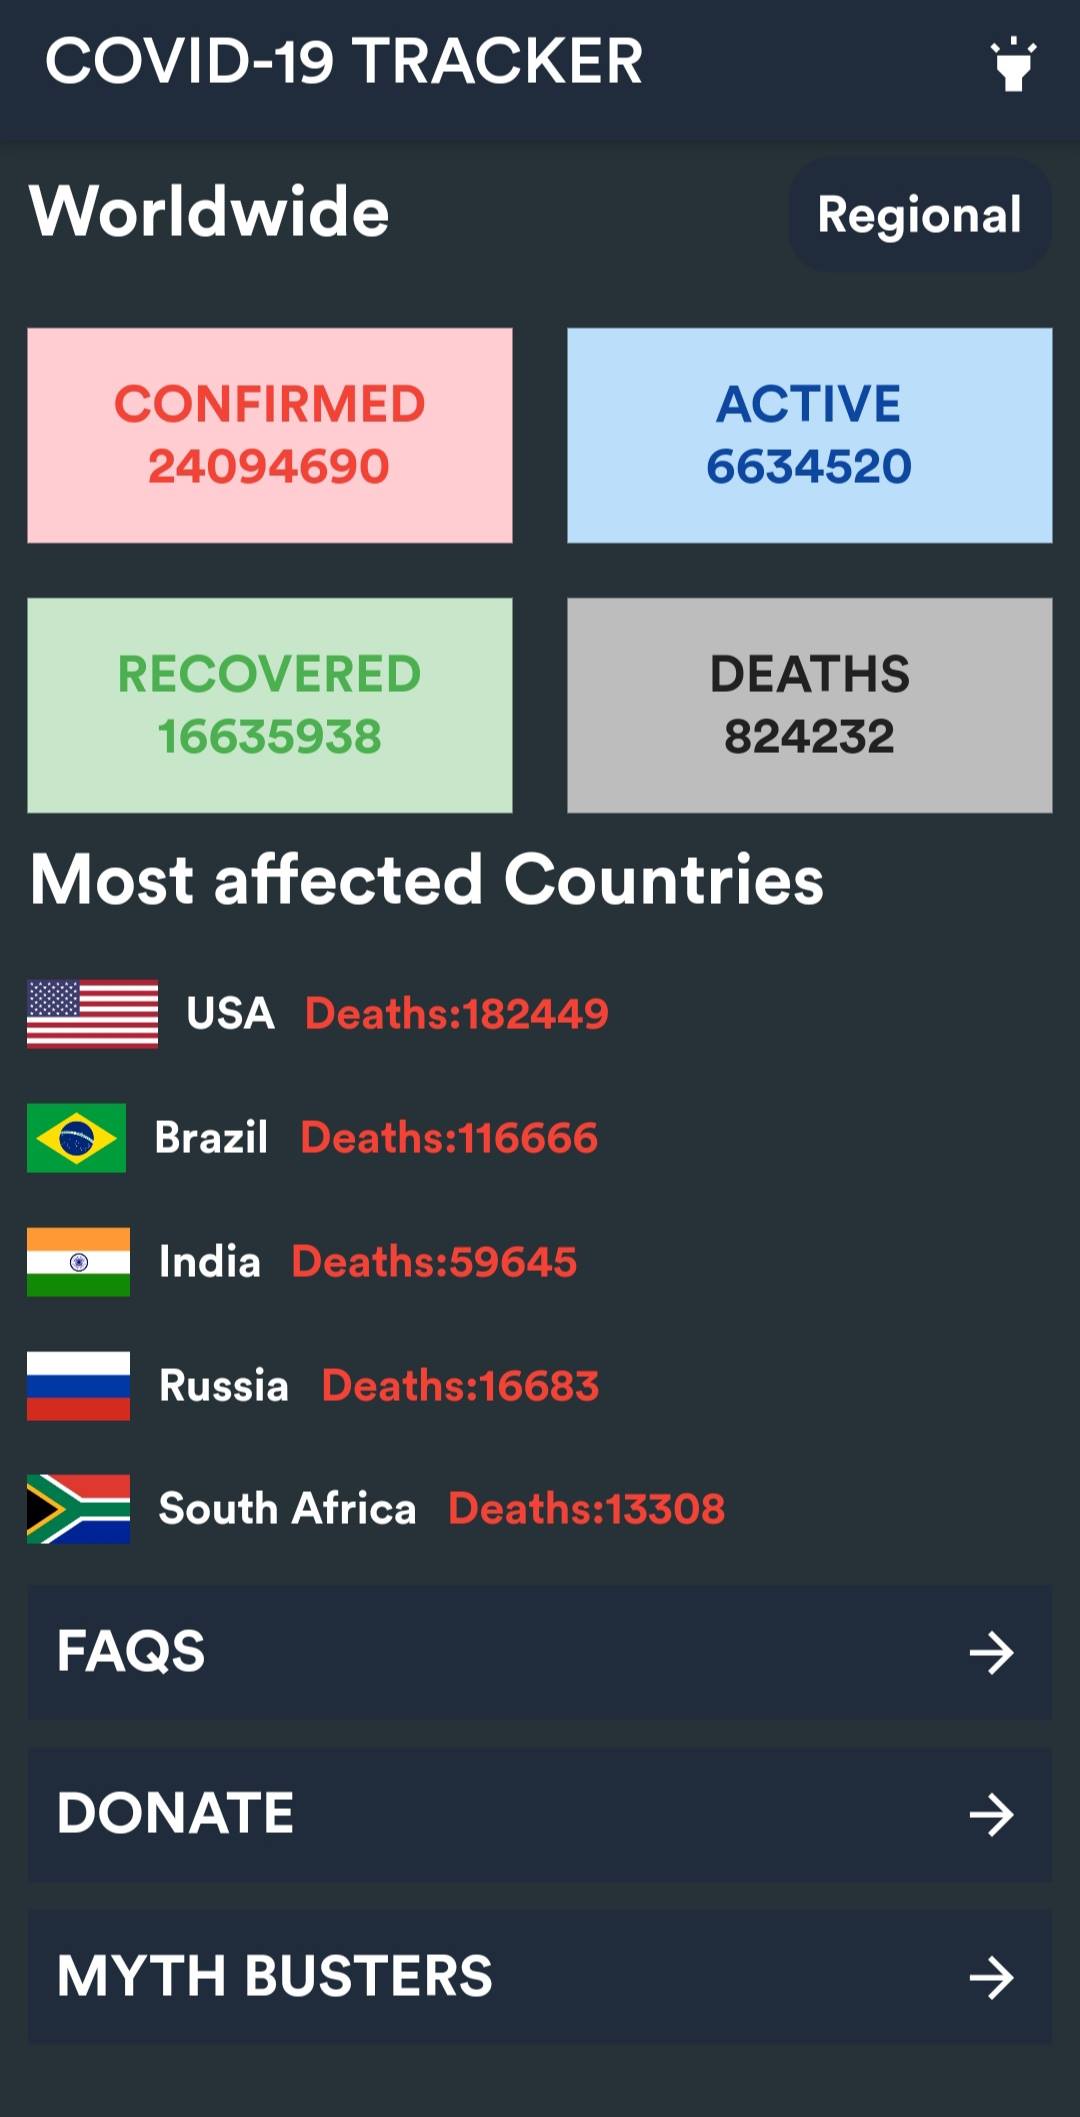 COVID-19 TRACKER
Worldwide
Regional
CONFIRMED
24094690
ACTIVE
6634520
RECOVERED
16635938
DEATHS
824232
Most affected Countries
USA Deaths:182449
Brazil Deaths:116666
India Deaths:59645
Russia Deaths:16683
South Africa Deaths:13308
FAQS
DONATE
MYTH BUSTERS